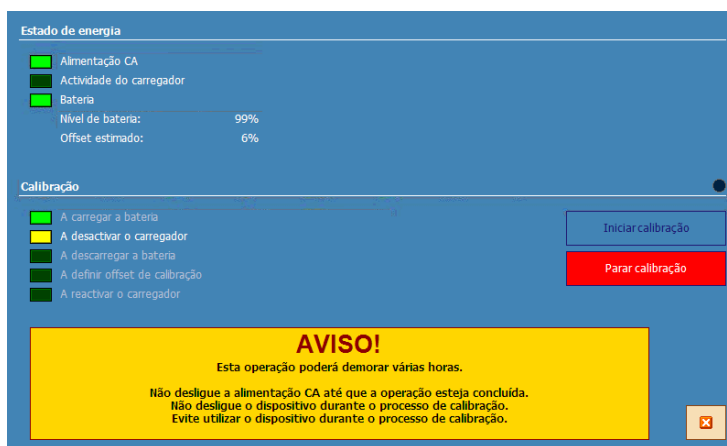 Estado de energia
Alimentação CA
Actividade do carregador
Bateria
Nível de bateria: 99%
Offset estimado: 6%
Calibração
A carregar a bateria
A desactivar o carregador
A descarregar a bateria
A definir offset de calibração
A reactivar o carregador
Iniciar calibração
Parar calibração
AVISO!
Esta operação poderá demorar várias horas.
Não desligue a alimentação CA até que a operação esteja concluída.
Não desligue o dispositivo durante o processo de calibração.
Evite utilizar o dispositivo durante o processo de calibração.